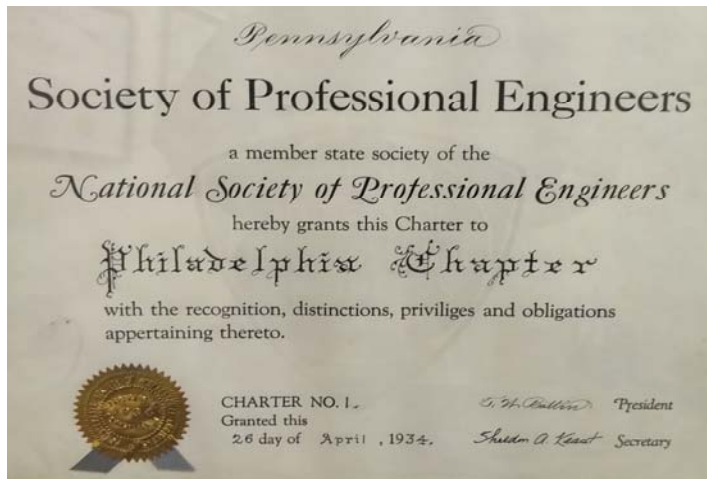 Pennsylvania
Society of Professional Engineers
a member state society of the
National Society of Professional Engineers
hereby grants this Charter to
Philadelphia Chapter
with the recognition, distinctions, priviliges and obligations
appertaining thereto.
CHARTER NO. 1. President
Granted this
26 day of April, 1934. Sheldon A. Secretary